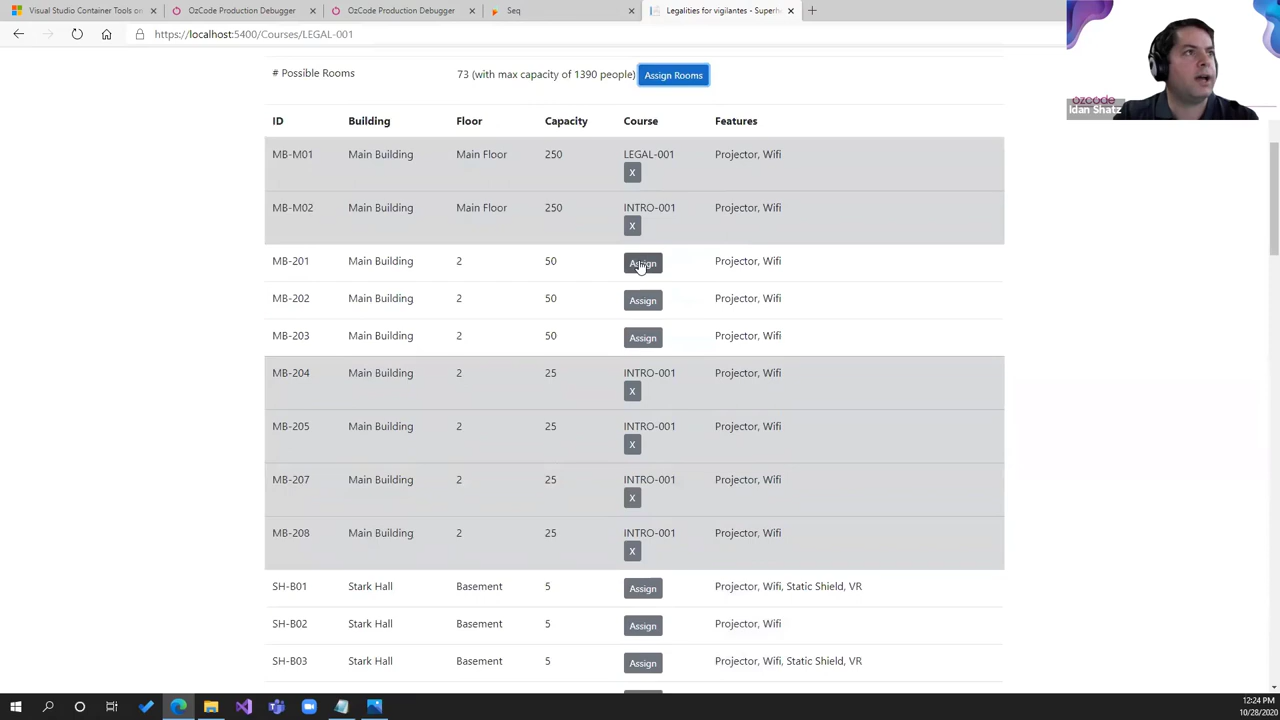 Visual Studio Container Tools on
OzCode Production Debugger
OzCode Production Debugger
Seq
Legalities for vigilantes - Superh
https://localhost:5400/Courses/LEGAL-001
ozcode
Idan Shatz
# Possible Rooms 73 (with max capacity of 1390 people) Assign Rooms
ID Building Floor Capacity Course Features
MB-M01 Main Building Main Floor 250 LEGAL-001 Projector, Wifi
X
MB-M02 Main Building Main Floor 250 INTRO-001 Projector, Wifi
X
MB-201 Main Building 2 50 Assign Projector, Wifi
MB-202 Main Building 2 50 Assign Projector, Wifi
MB-203 Main Building 2 50 Assign Projector, Wifi
MB-204 Main Building 2 25 INTRO-001 Projector, Wifi
X
MB-205 Main Building 2 25 INTRO-001 Projector, Wifi
X
MB-207 Main Building 2 25 INTRO-001 Projector, Wifi
X
MB-208 Main Building 2 25 INTRO-001 Projector, Wifi
X
SH-B01 Stark Hall Basement 5 Assign Projector, Wifi, Static Shield, VR
SH-B02 Stark Hall Basement 5 Assign Projector, Wifi
SH-B03 Stark Hall Basement 5 Assign Projector, Wifi, Static Shield, VR
12:24 PM
10/28/2020